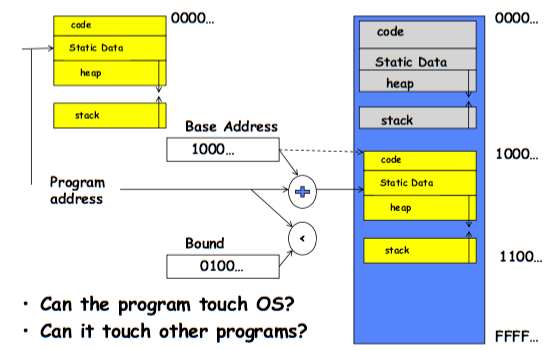 0000...
code
Static Data
heap
stack
Base Address
1000...
Program
address
Bound
0100...
+
<
0000...
code
Static Data
heap
stack
1000...
code
Static Data
heap
stack
1100...
FFFF...
• Can the program touch OS?
• Can it touch other programs?